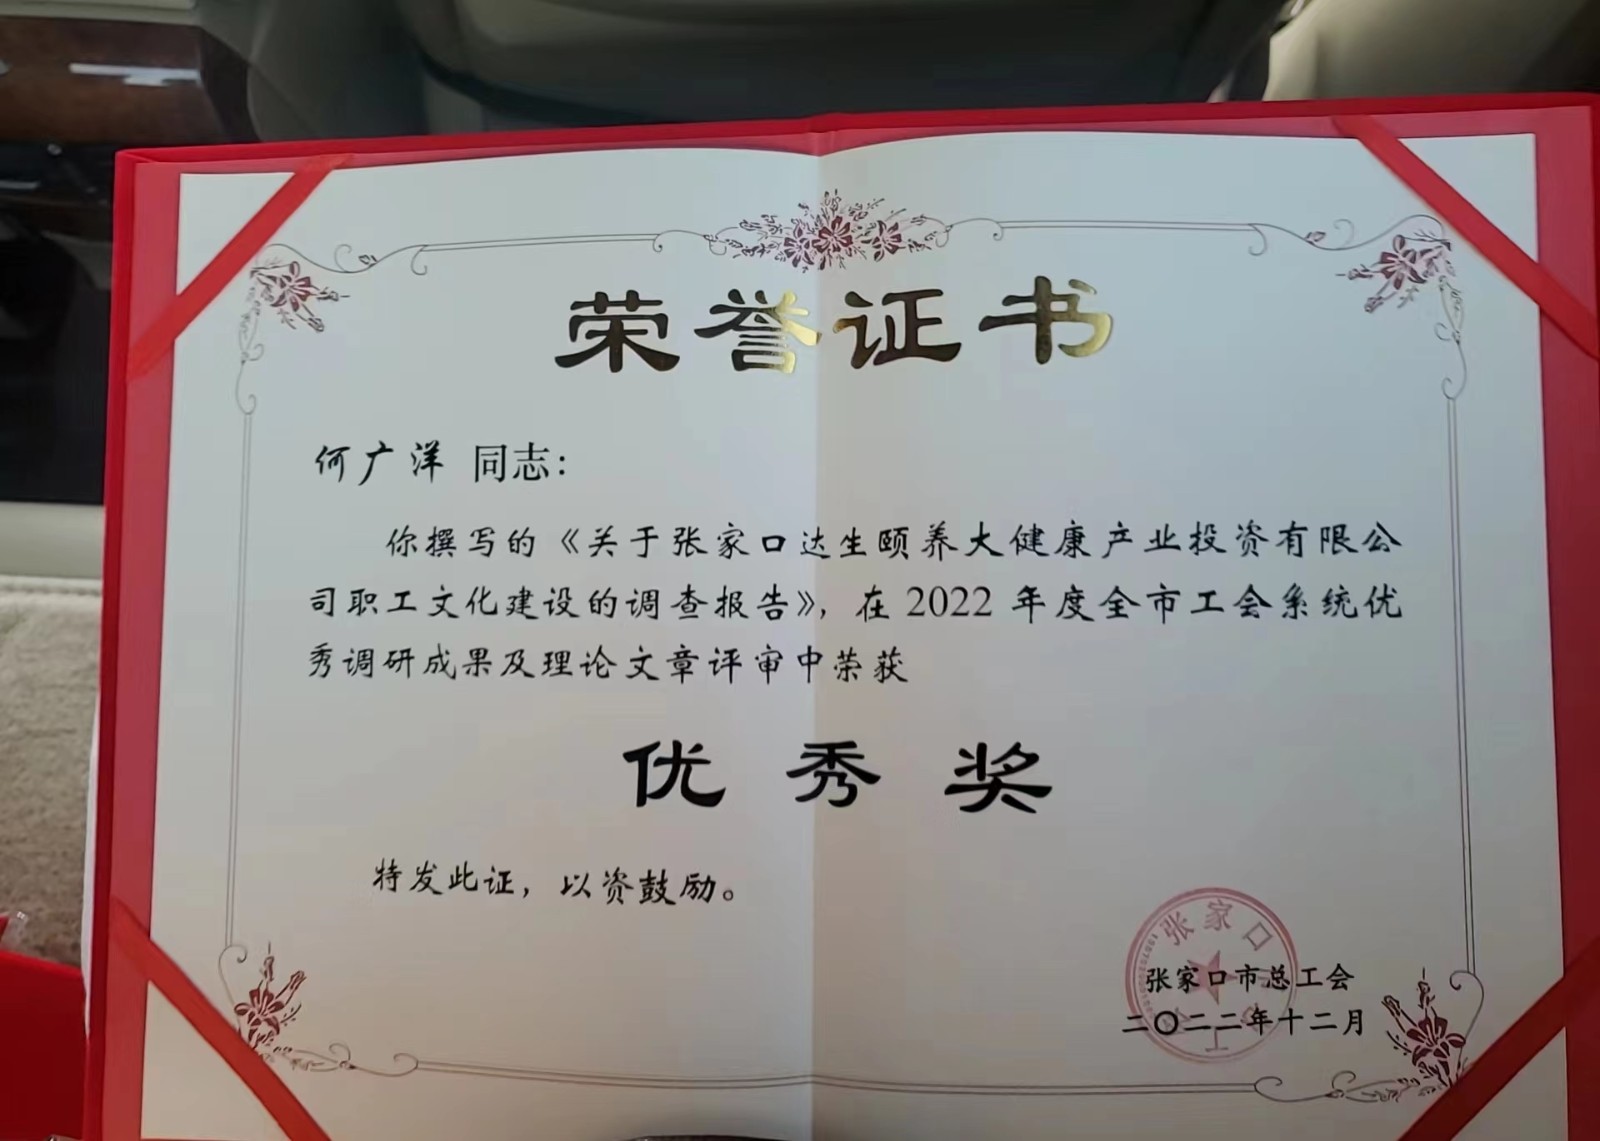 荣誉证书
何广洋 同志：
你撰写的《关于张家口达生颐养大健康产业投资有限公
司职工文化建设的调查报告》，在 2022 年度全市工会系统优
秀调研成果及理论文章评审中荣获
优秀奖
特发此证，以资鼓励。
张家口
张家口市总工会
二〇二二年十二月